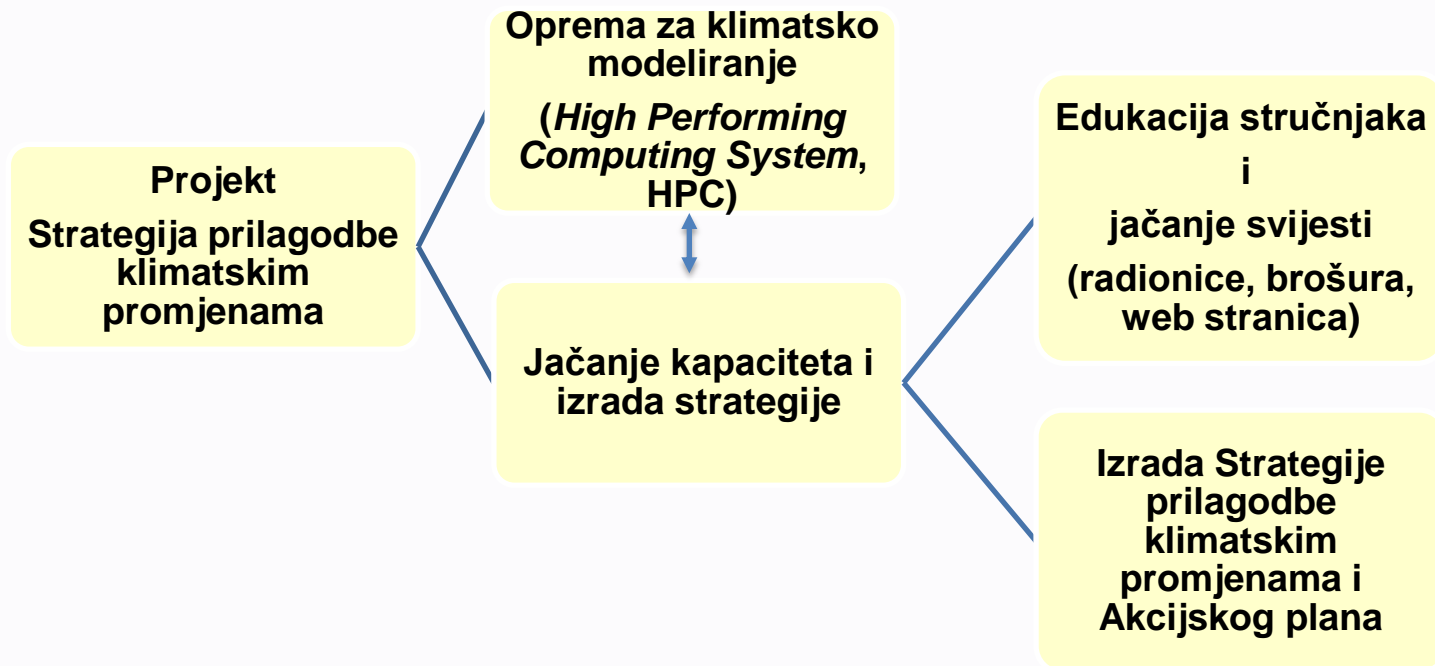 Projekt
Strategija prilagodbe
klimatskim
promjenama
Oprema za klimatsko
modeliranje
(High Performing
Computing System,
HPC)
Jačanje kapaciteta i
izrada strategije
Edukacija stručnjaka
i
jačanje svijesti
(radionice, brošura,
web stranica)
Izrada Strategije
prilagodbe
klimatskim
promjenama i
Akcijskog plana